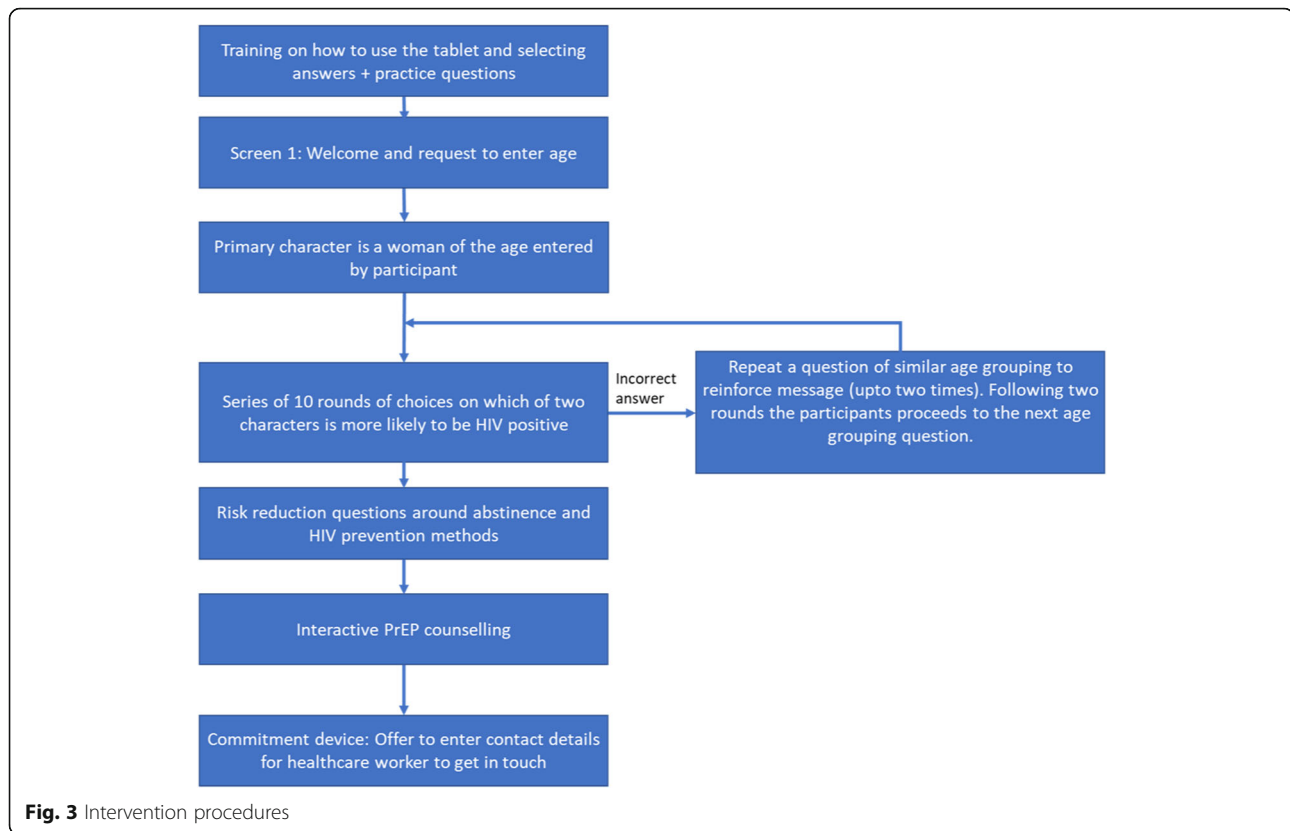 Training on how to use the tablet and selecting
answers + practice questions
Screen 1: Welcome and request to enter age
Primary character is a woman of the age entered
by participant
Series of 10 rounds of choices on which of two
characters is more likely to be HIV positive
Incorrect
answer
Repeat a question of similar age grouping to
reinforce message (upto two times). Following two
rounds the participants proceeds to the next age
grouping question.
Risk reduction questions around abstinence and
HIV prevention methods
Interactive PrEP counselling
Commitment device: Offer to enter contact details
for healthcare worker to get in touch
Fig. 3 Intervention procedures